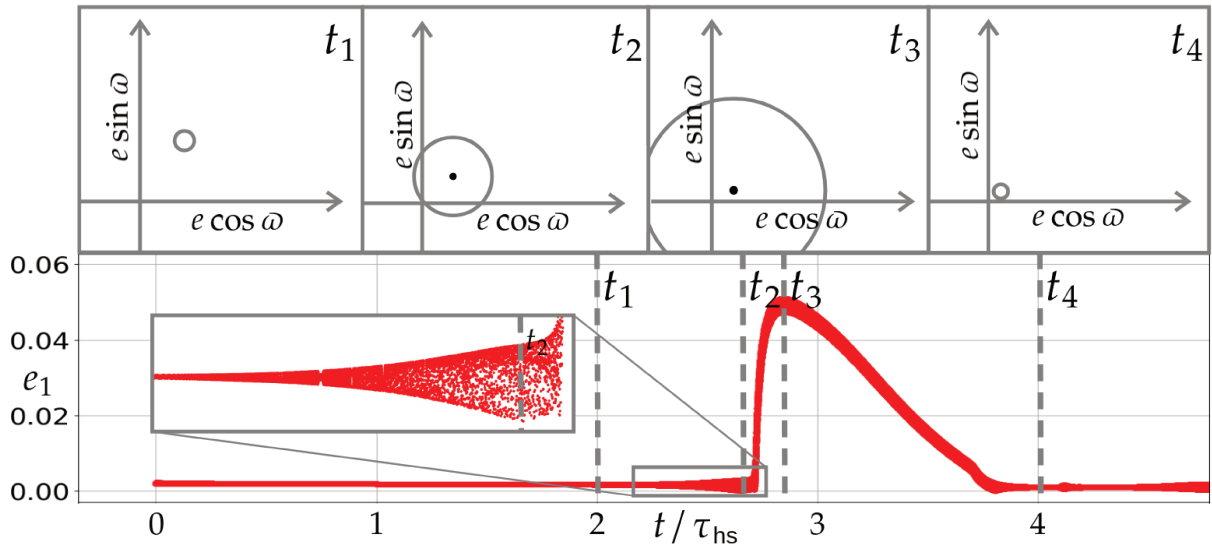 t₁
e sin ϖ
e cos ϖ
t₂
e sin ϖ
e cos ϖ
t₃
e sin ϖ
e cos ϖ
t₄
e sin ϖ
e cos ϖ
0.06
0.04
e₁
0.02
0.00
t₁
t₂
t₃
t₄
t₂
0
1
2
t / τₕₛ
3
4